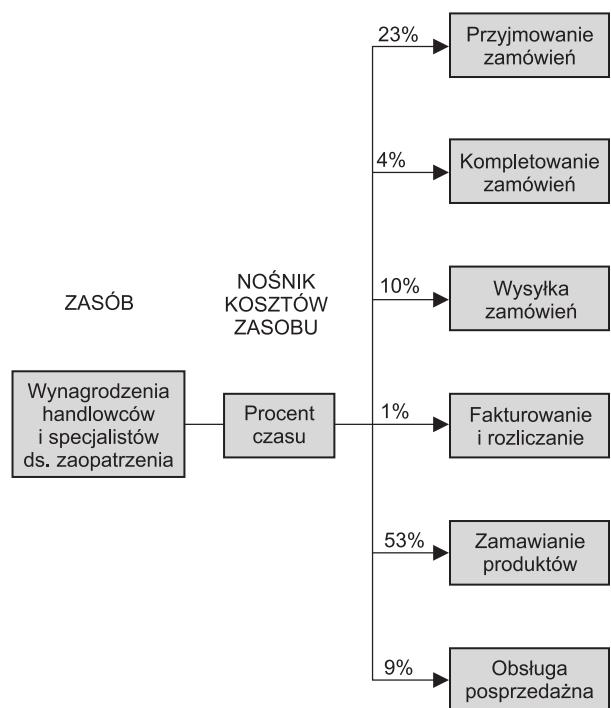 23%
Przyjmowanie
zamówień
4%
Kompletowanie
zamówień
ZASÓB
NOŚNIK
KOSZTÓW
ZASOBU
10%
Wysyłka
zamówień
Wynagrodzenia
handlowców
i specjalistów
ds. zaopatrzenia
Procent
czasu
1%
Fakturowanie
i rozliczanie
53%
Zamawianie
produktów
9%
Obsługa
posprzedażna